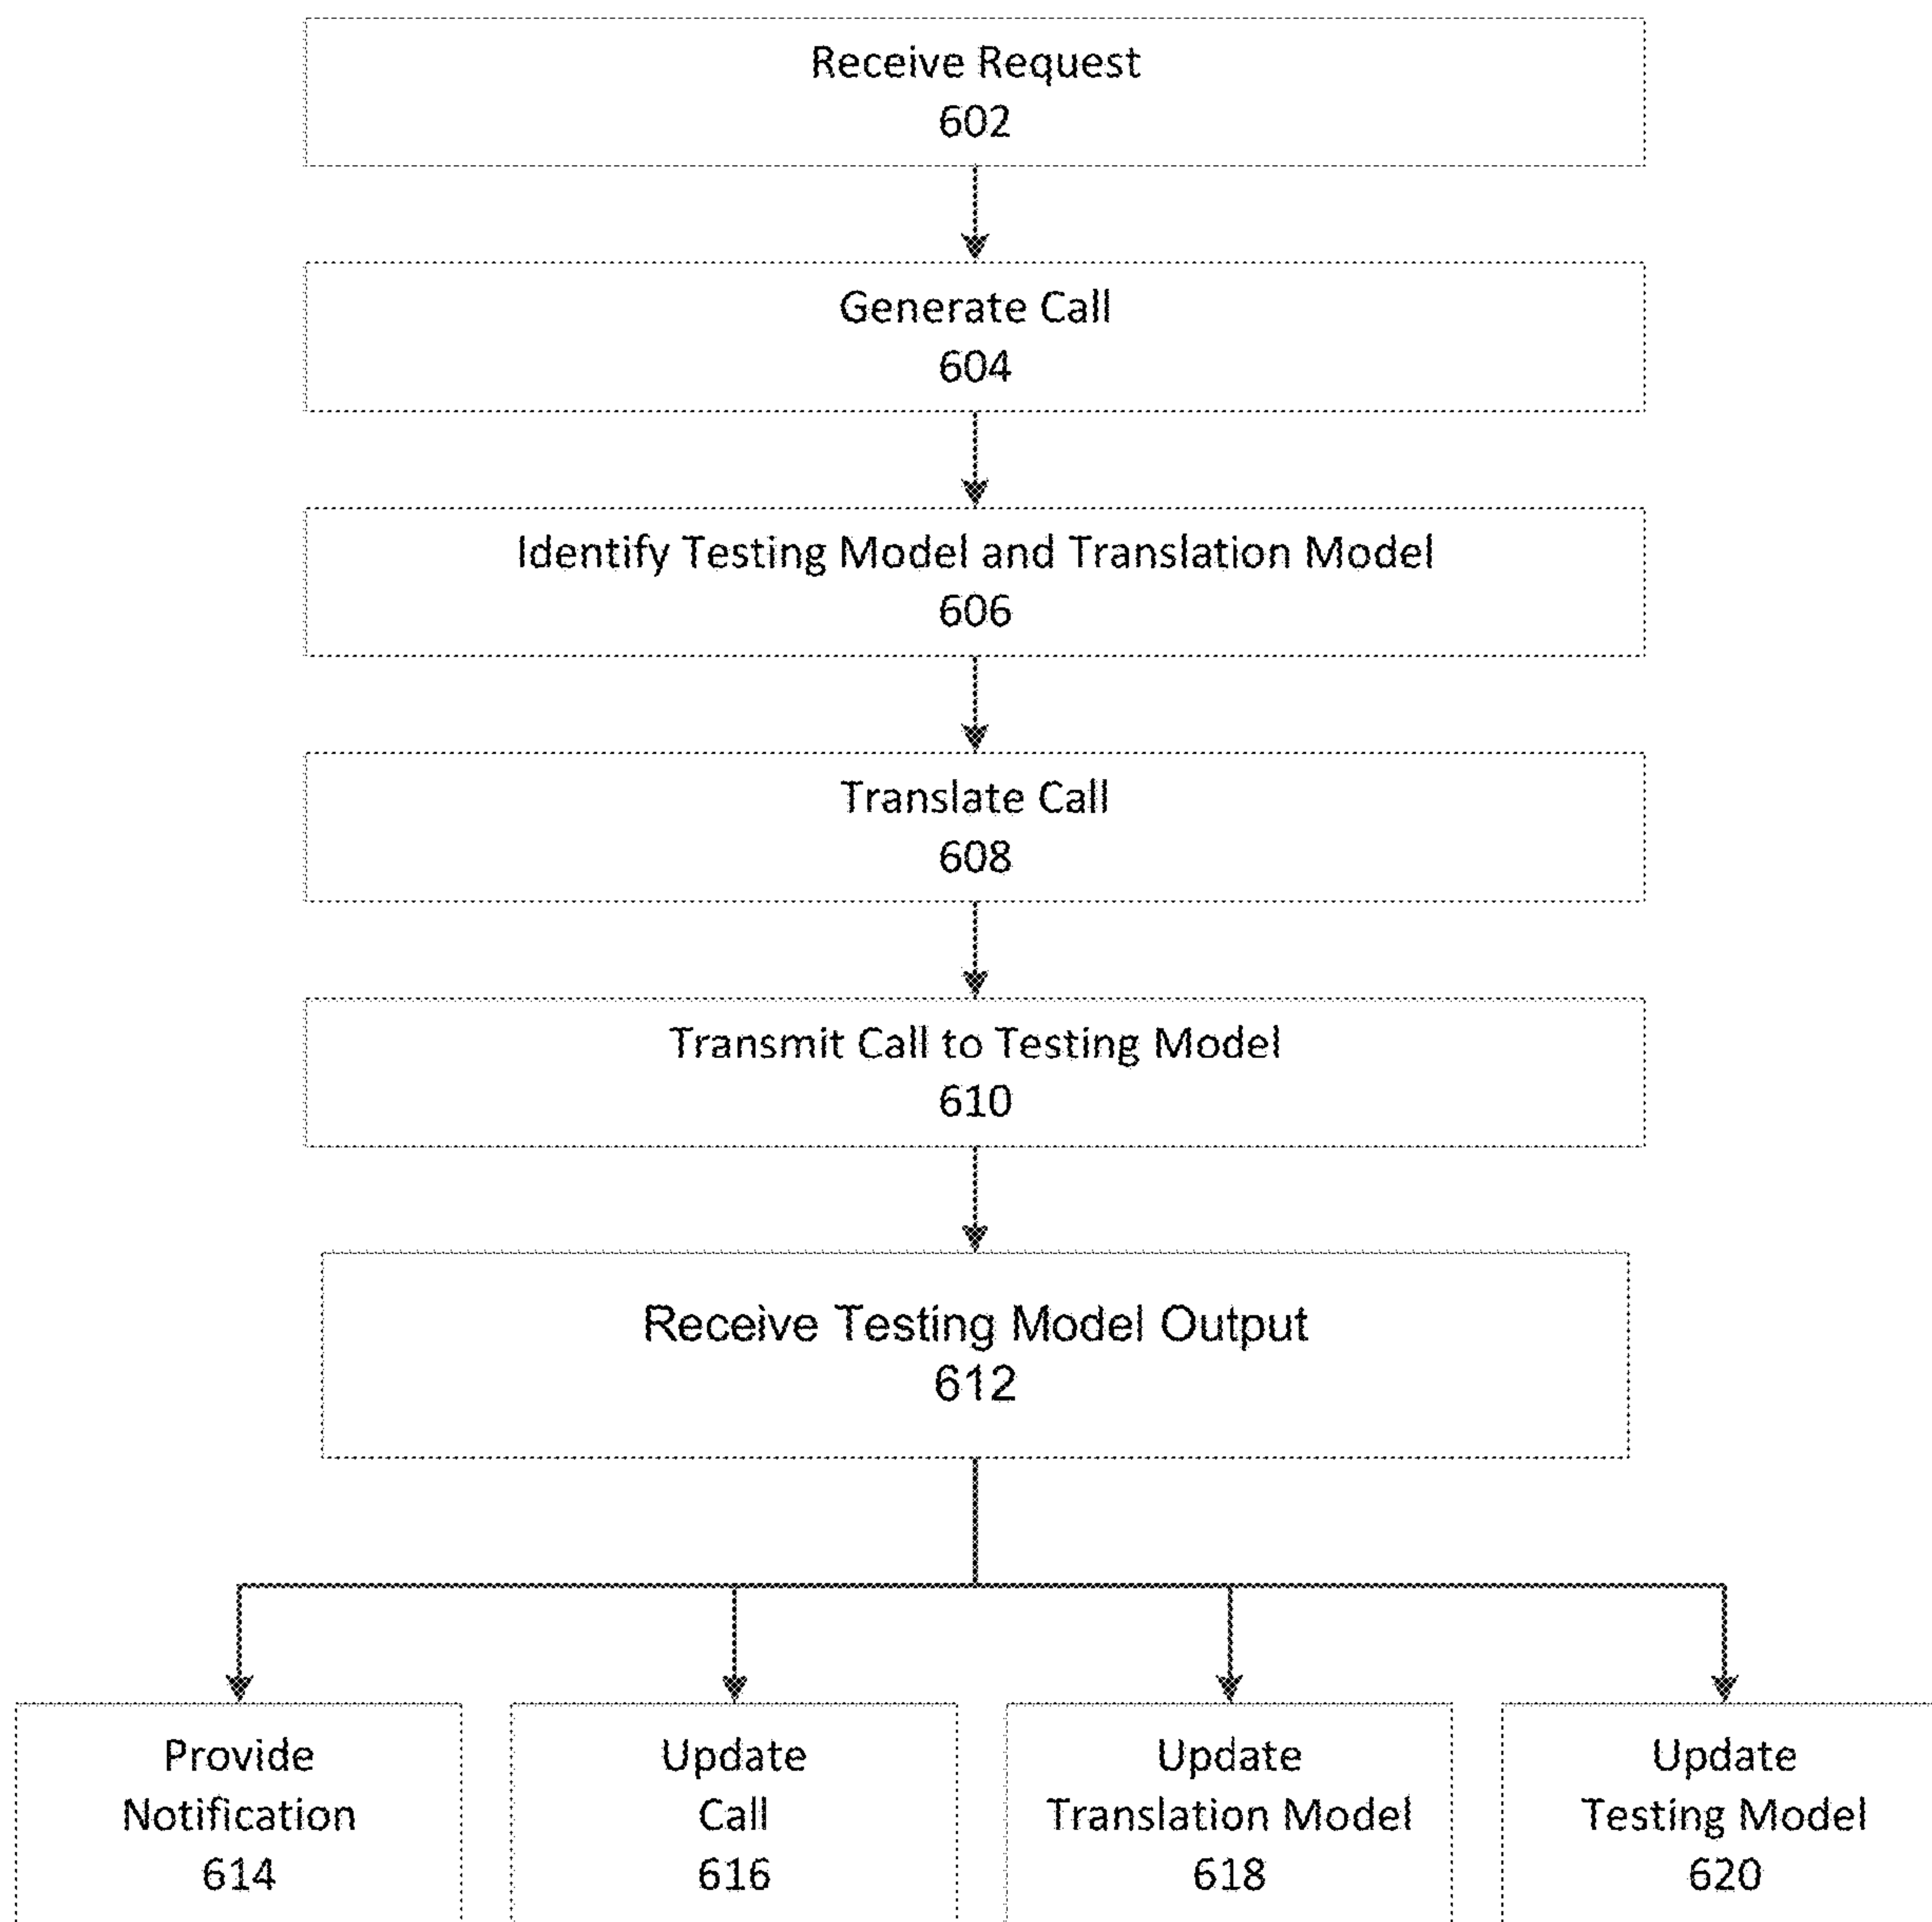 Receive Request
602
Generate Call
604
Identify Testing Model and Translation Model
606
Translate Call
608
Transmit Call to Testing Model
610
Receive Testing Model Output
612
Provide
Notification
614
Update
Call
616
Update
Translation Model
618
Update
Testing Model
620